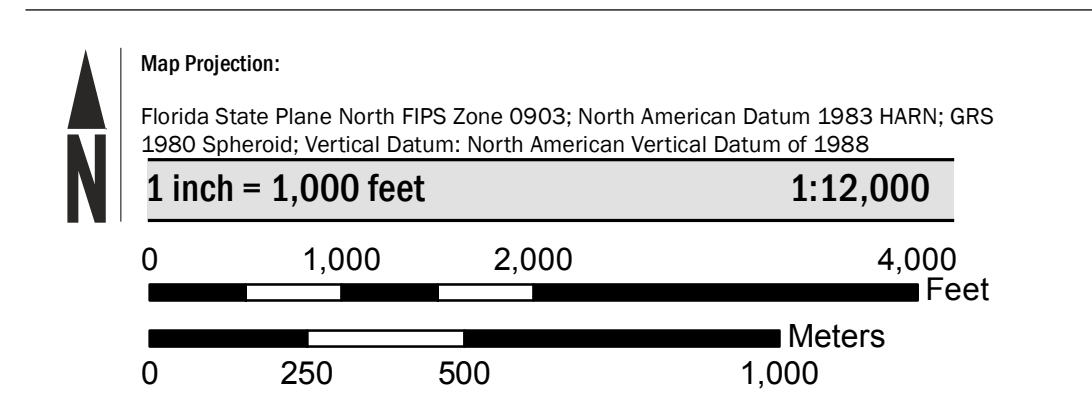 Map Projection:
N
Florida State Plane North FIPS Zone 0903; North American Datum 1983 HARN; GRS
1980 Spheroid; Vertical Datum: North American Vertical Datum of 1988
1 inch = 1,000 feet 1:12,000
0 1,000 2,000 4,000
Feet
Meters
0 250 500 1,000